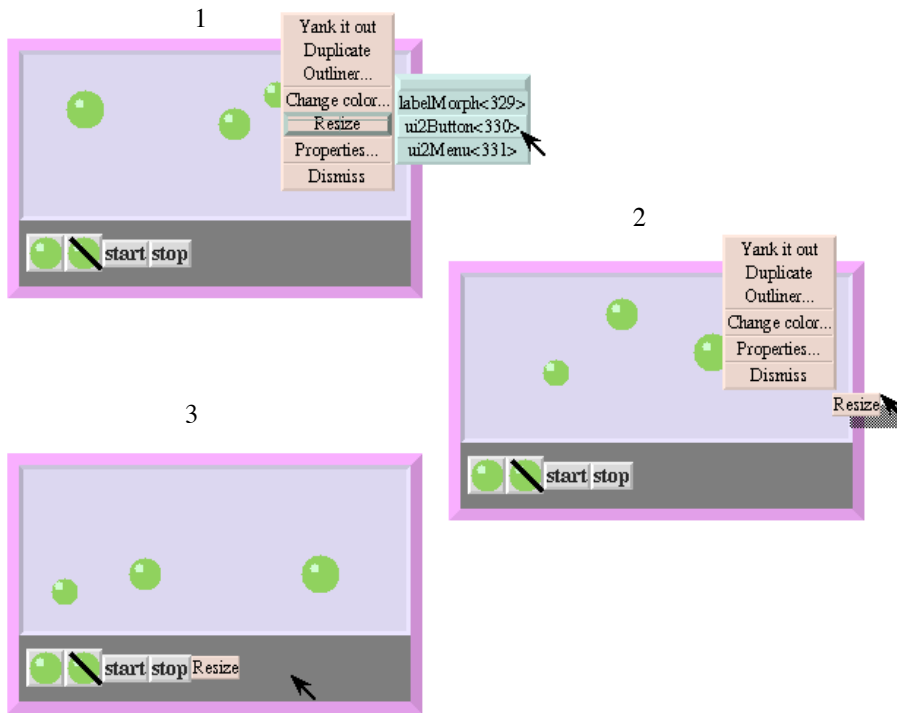 1
Yank it out
Duplicate
Outliner...
Change color...
Resize
Properties...
Dismiss
labelMorph<329>
ui2Button<330>
ui2Menu<331>
start stop
2
Yank it out
Duplicate
Outliner...
Change color...
Properties...
Dismiss
Resize
start stop
3
start stop Resize